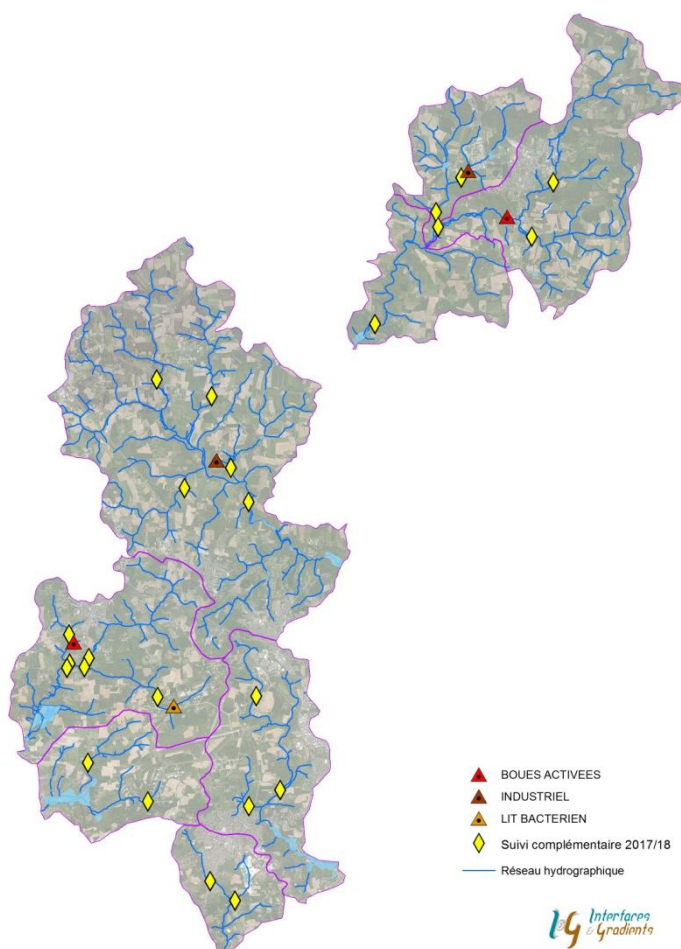 BOUES ACTIVEES
INDUSTRIEL
LIT BACTERIEN
Suivi complémentaire 2017/18
Réseau hydrographique
I&G Interfaces
& Gradients